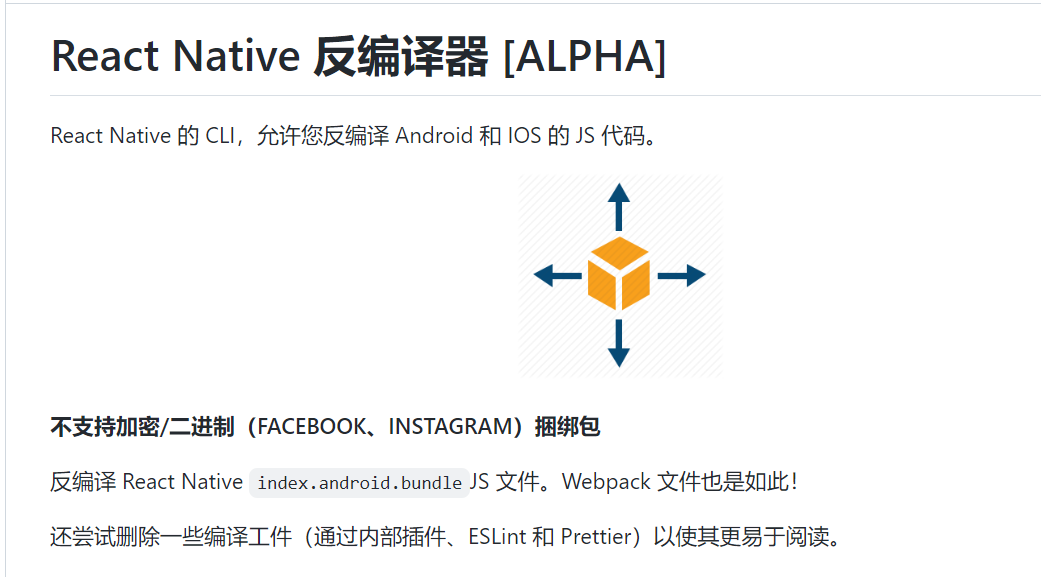 React Native 反编译器 [ALPHA]
React Native 的 CLI，允许您反编译 Android 和 IOS 的 JS 代码。
不支持加密/二进制（FACEBOOK、INSTAGRAM）捆绑包
反编译 React Native index.android.bundle JS 文件。Webpack 文件也是如此！
还尝试删除一些编译工件（通过内部插件、ESLint 和 Prettier）以使其更易于阅读。